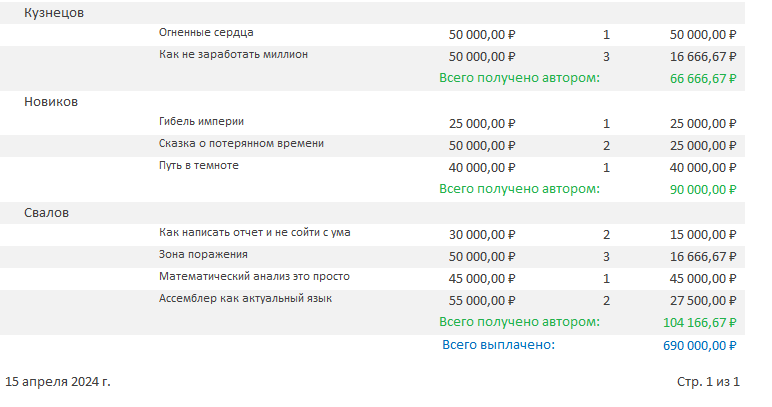 Кузнецов
Огненные сердца 50 000,00 ₽ 1 50 000,00 ₽
Как не заработать миллион 50 000,00 ₽ 3 16 666,67 ₽
Всего получено автором: 66 666,67 ₽
Новиков
Гибель империи 25 000,00 ₽ 1 25 000,00 ₽
Сказка о потерянном времени 50 000,00 ₽ 2 25 000,00 ₽
Путь в темноте 40 000,00 ₽ 1 40 000,00 ₽
Всего получено автором: 90 000,00 ₽
Свалов
Как написать отчет и не сойти с ума 30 000,00 ₽ 2 15 000,00 ₽
Зона поражения 50 000,00 ₽ 3 16 666,67 ₽
Математический анализ это просто 45 000,00 ₽ 1 45 000,00 ₽
Ассемблер как актуальный язык 55 000,00 ₽ 2 27 500,00 ₽
Всего получено автором: 104 166,67 ₽
Всего выплачено: 690 000,00 ₽
15 апреля 2024 г. Стр. 1 из 1